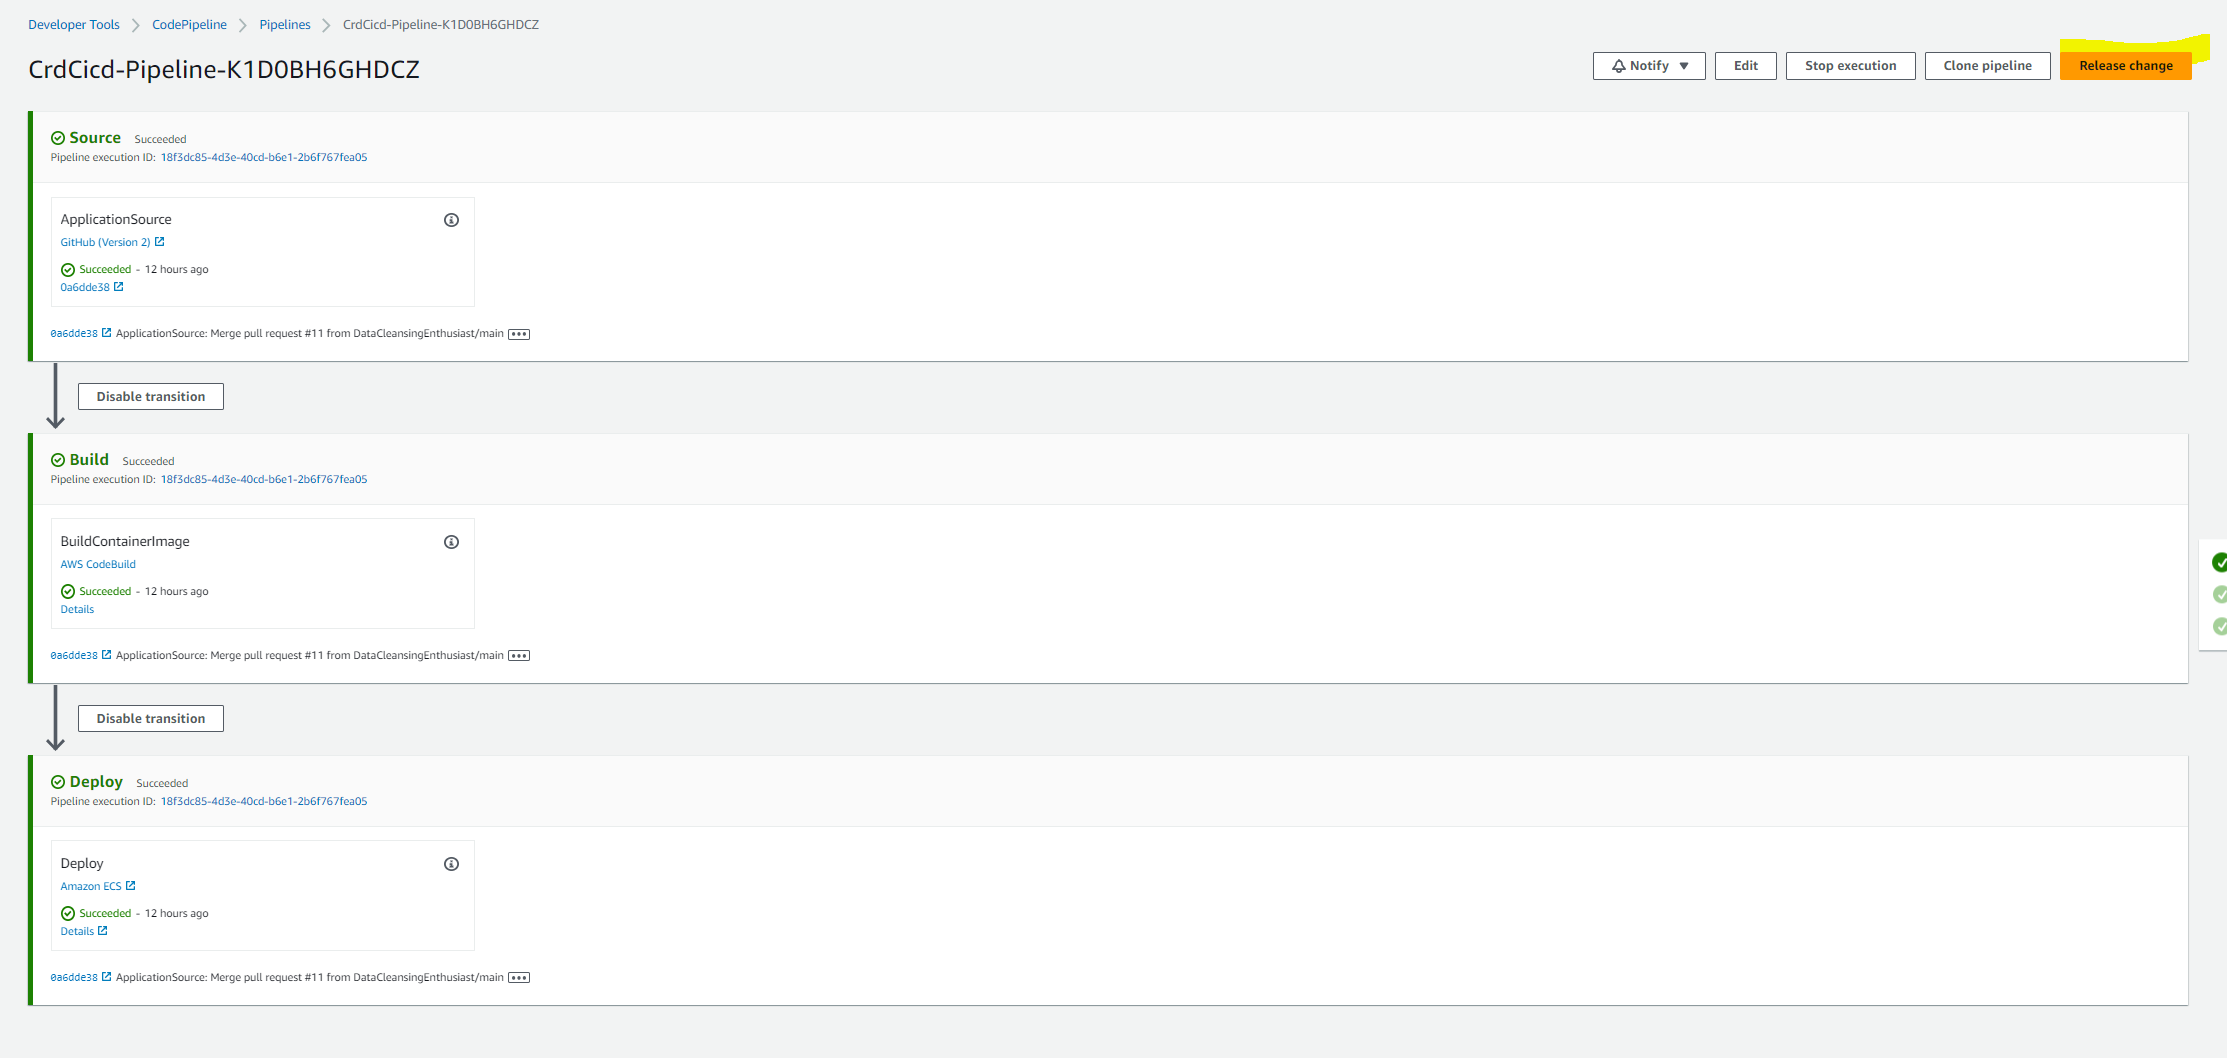 Developer Tools CodePipeline Pipelines CrdCicd-Pipeline-K1D0BH6GHDCZ
CrdCicd-Pipeline-K1D0BH6GHDCZ
Notify Edit Stop execution Clone pipeline Release change
Source Succeeded
Pipeline execution ID: 18f3dc85-4d3e-40cd-b6e1-2b6f767fea05
ApplicationSource
GitHub (Version 2)
Succeeded - 12 hours ago
0a6dde38
0a6dde38 ApplicationSource: Merge pull request #11 from DataCleansingEnthusiast/main
Disable transition
Build Succeeded
Pipeline execution ID: 18f3dc85-4d3e-40cd-b6e1-2b6f767fea05
BuildContainerImage
AWS CodeBuild
Succeeded - 12 hours ago
Details
0a6dde38 ApplicationSource: Merge pull request #11 from DataCleansingEnthusiast/main
Disable transition
Deploy Succeeded
Pipeline execution ID: 18f3dc85-4d3e-40cd-b6e1-2b6f767fea05
Deploy
Amazon ECS
Succeeded - 12 hours ago
Details
0a6dde38 ApplicationSource: Merge pull request #11 from DataCleansingEnthusiast/main